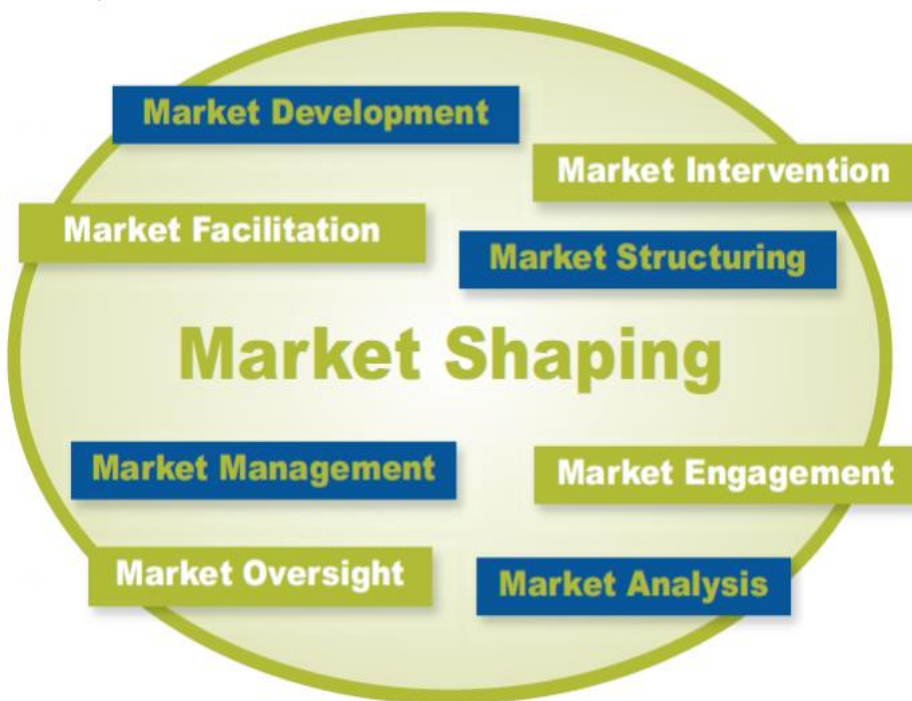 Market Development
Market Intervention
Market Facilitation
Market Structuring
Market Shaping
Market Management
Market Engagement
Market Oversight
Market Analysis